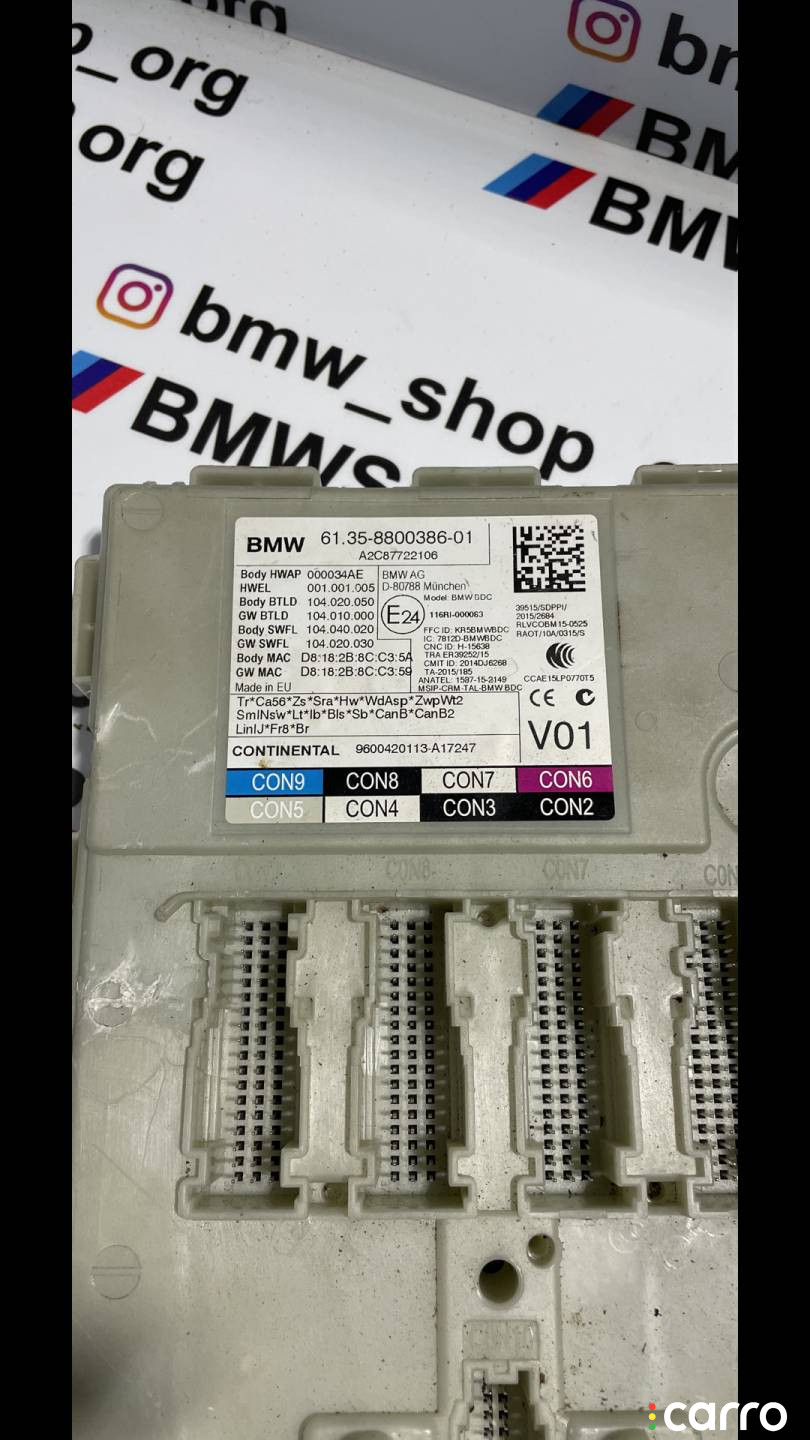 _org
org
bm
BM
BMW
bmw_shop
BMWS
BMW 61.35-8800386-01
A2C87722106
Body HWAP 000034AE
HWEL 001.001.005
Body BTLD 104.020.050
GW BTLD 104.010.000
Body SWFL 104.040.020
GW SWFL 104.020.030
Body MAC D8:18:2B:8C:C3:5A
GW MAC D8:18:2B:8C:C3:59
Made in EU
BMW AG
D-80788 München
Model: BMW BDC
E24 116RI-000063
FFC ID: KR5BMWBDC
IC: 7812D-BMWBDC
CNC ID: H-15638
TRA ER39252/15
CMIT ID: 2014DJ6268
TA-2015/185
ANATEL: 1587-15-2149
MSIP-CRM-TAL-BMW BDC
39515/SDPPI/
2015/2684
RLVCOBM15-0525
RAOT/10A/0315/S
CCAE15LP0770T5
CE
V01
Tr*Ca56*Zs*Sra*Hw*WdAsp*ZwpWt2
SmlNsw*Lt*Ib*Bls*Sb*CanB*CanB2
LinIJ*Fr8*Br
CONTINENTAL 9600420113-A17247
CON9 CON8 CON7 CON6
CON5 CON4 CON3 CON2
CON8 CON7 CON
carro